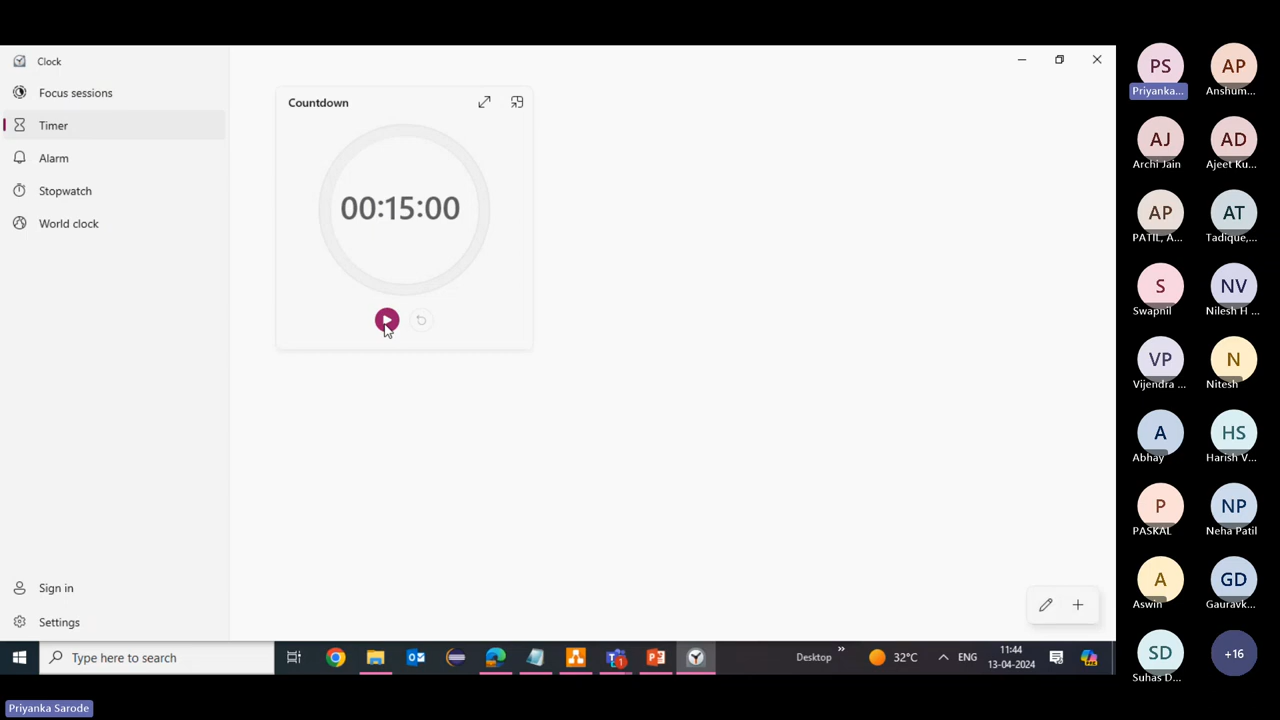 Clock
Focus sessions
Timer
Alarm
Stopwatch
World clock
Sign in
Settings
Countdown
00:15:00
Type here to search
Desktop
»
32°C
ENG
11:44
13-04-2024
1
PS
Priyanka...
AP
Anshum...
AJ
Archi Jain
AD
Ajeet Ku...
AP
PATIL, A...
AT
Tadique,...
S
Swapnil
NV
Nilesh H ...
VP
Vijendra ...
N
Nitesh
A
Abhay
HS
Harish V...
P
PASKAL
NP
Neha Patil
A
Aswin
GD
Gauravk...
SD
Suhas D...
+16
Priyanka Sarode